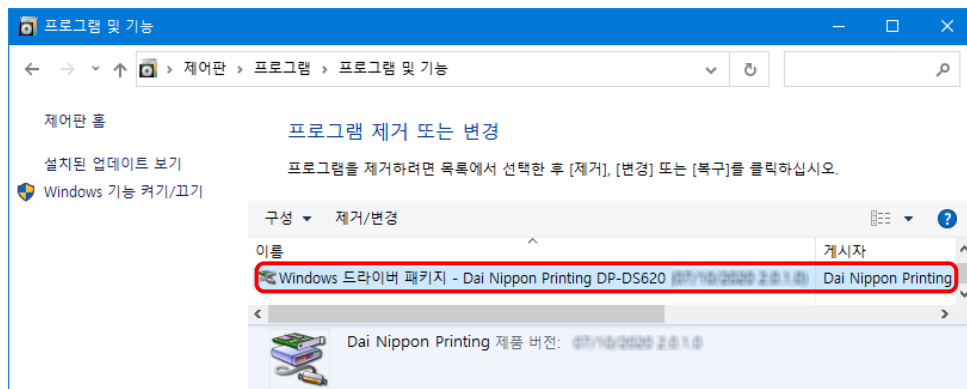 프로그램 및 기능
제어판 › 프로그램 › 프로그램 및 기능
제어판 홈
설치된 업데이트 보기
Windows 기능 켜기/끄기
프로그램 제거 또는 변경
프로그램을 제거하려면 목록에서 선택한 후 [제거], [변경] 또는 [복구]를 클릭하십시오.
구성 제거/변경
이름 게시자
Windows 드라이버 패키지 - Dai Nippon Printing DP-DS620 Dai Nippon Printing
Dai Nippon Printing 제품 버전: